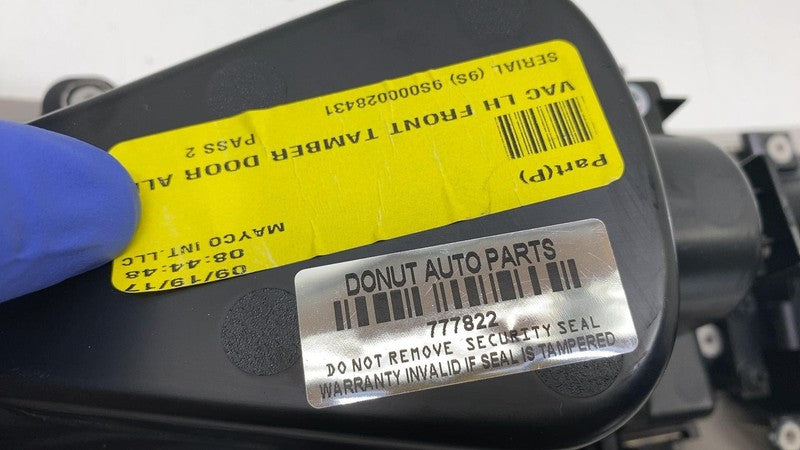 Part(P)
VAC LH FRONT TAMBER DOOR
SERIAL (9S) 9S000028431
PASS 2
MAYCO INT.LLC
08:44:48
09/19/17
DONUT AUTO PARTS
777822
DO NOT REMOVE SECURITY SEAL
WARRANTY INVALID IF SEAL IS TAMPERED